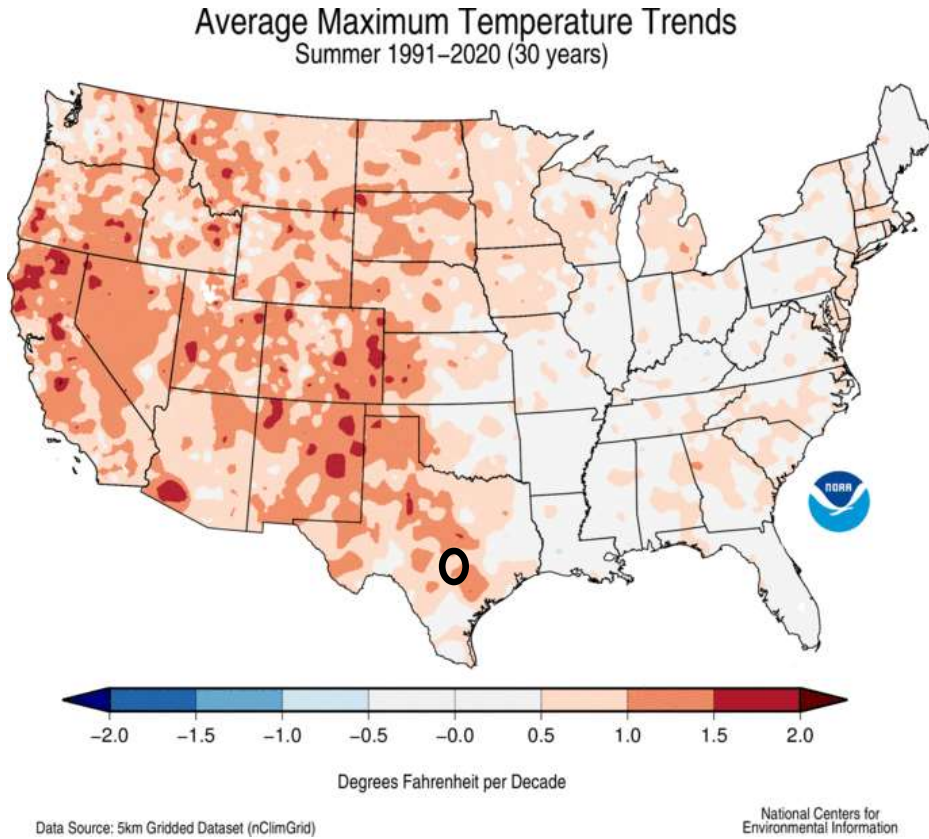 Average Maximum Temperature Trends
Summer 1991–2020 (30 years)
NOAA
−2.0 −1.5 −1.0 −0.5 −0.0 0.5 1.0 1.5 2.0
Degrees Fahrenheit per Decade
Data Source: 5km Gridded Dataset (nClimGrid)
National Centers for
Environmental Information